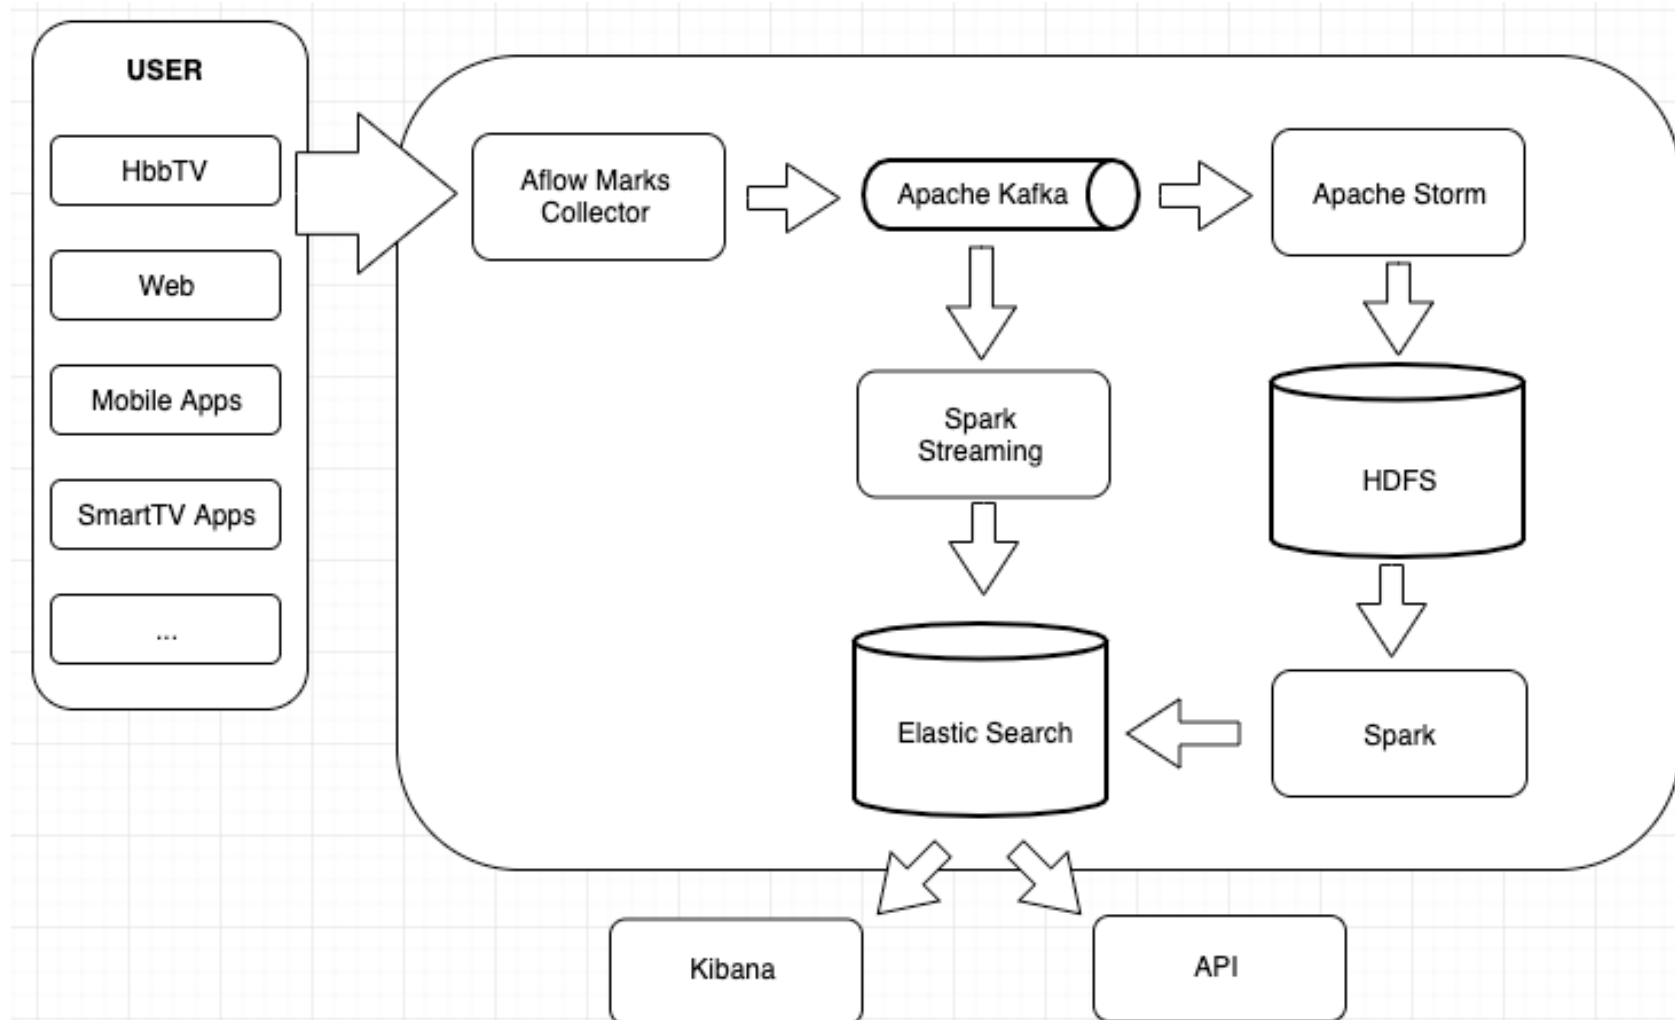 USER
HbbTV
Web
Mobile Apps
SmartTV Apps
...
Aflow Marks
Collector
Apache Kafka
Apache Storm
Spark
Streaming
HDFS
Elastic Search
Spark
Kibana
API